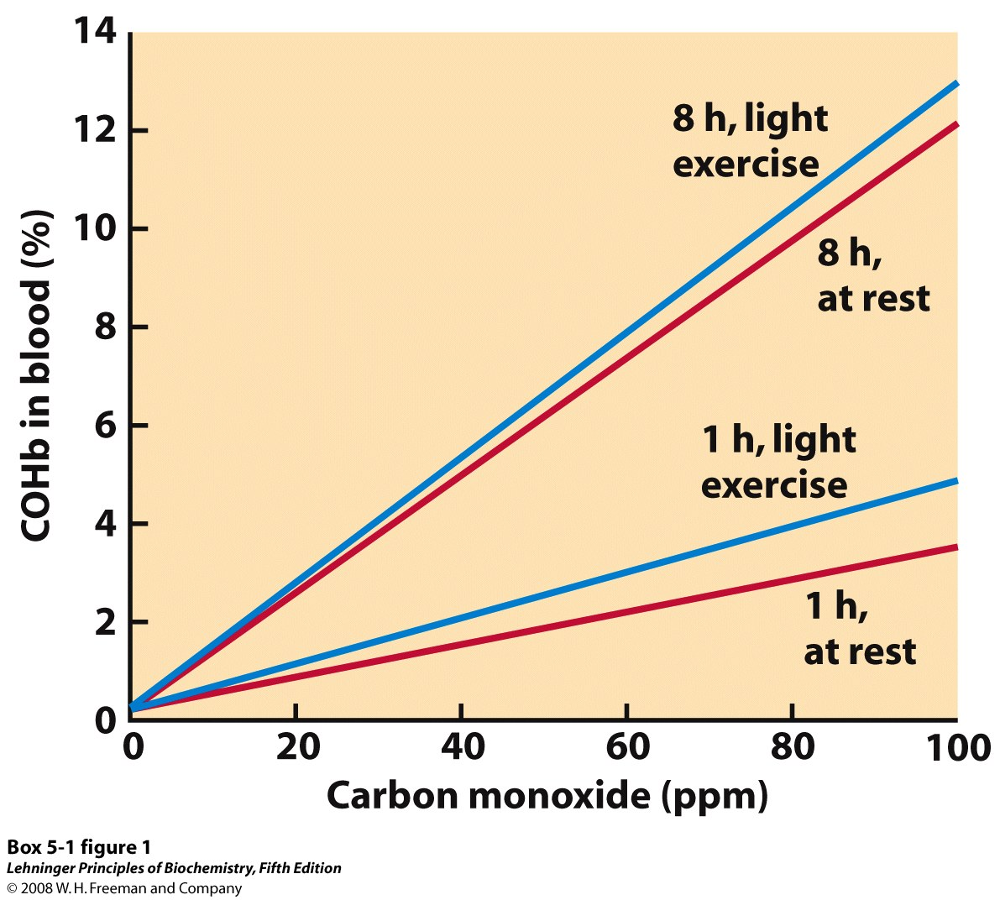 14
12
10
8
6
4
2
0
COHb in blood (%)
8 h, light
exercise
8 h,
at rest
1 h, light
exercise
1 h,
at rest
0 20 40 60 80 100
Carbon monoxide (ppm)
Box 5-1 figure 1
Lehninger Principles of Biochemistry, Fifth Edition
© 2008 W. H. Freeman and Company